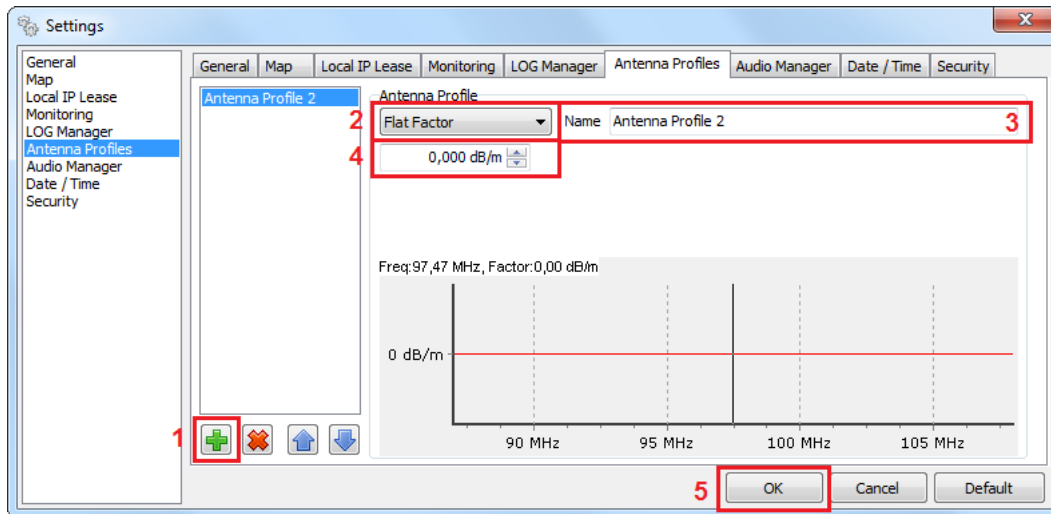 Settings
General
Map
Local IP Lease
Monitoring
LOG Manager
Antenna Profiles
Audio Manager
Date / Time
Security
General Map Local IP Lease Monitoring LOG Manager Antenna Profiles Audio Manager Date / Time Security
Antenna Profile 2
Antenna Profile
2 Flat Factor Name Antenna Profile 2 3
4 0,000 dB/m
Freq:97,47 MHz, Factor:0,00 dB/m
0 dB/m
90 MHz 95 MHz 100 MHz 105 MHz
1
5 OK Cancel Default